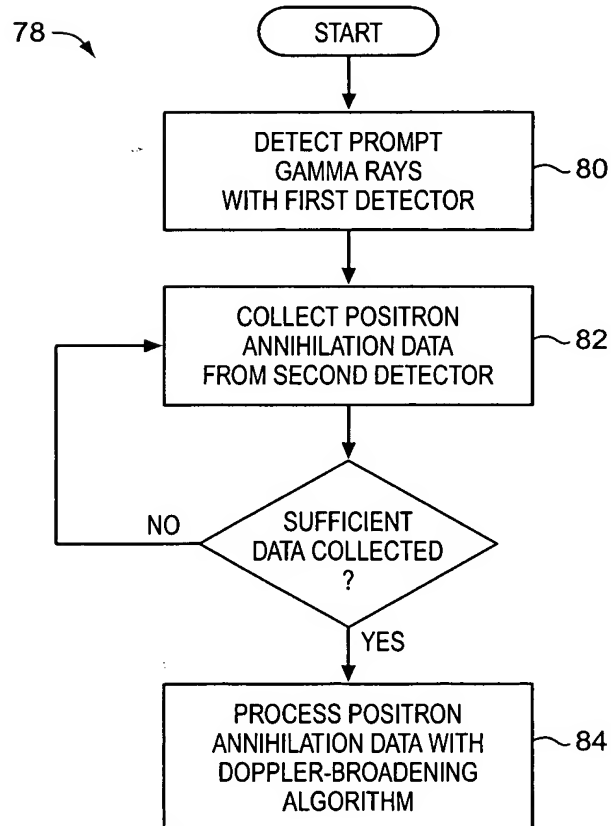 78
START
DETECT PROMPT
GAMMA RAYS
WITH FIRST DETECTOR
80
COLLECT POSITRON
ANNIHILATION DATA
FROM SECOND DETECTOR
82
NO
SUFFICIENT
DATA COLLECTED
?
YES
PROCESS POSITRON
ANNIHILATION DATA WITH
DOPPLER-BROADENING
ALGORITHM
84